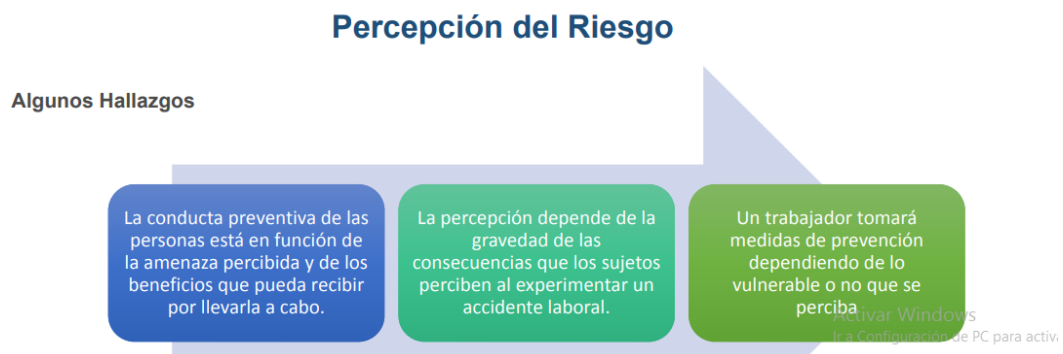 Percepción del Riesgo
Algunos Hallazgos
La conducta preventiva de las
personas está en función de
la amenaza percibida y de los
beneficios que pueda recibir
por llevarla a cabo.
La percepción depende de la
gravedad de las
consecuencias que los sujetos
perciben al experimentar un
accidente laboral.
Un trabajador tomará
medidas de prevención
dependiendo de lo
vulnerable o no que se
perciba
Activar Windows
Ir a Configuración de PC para activa